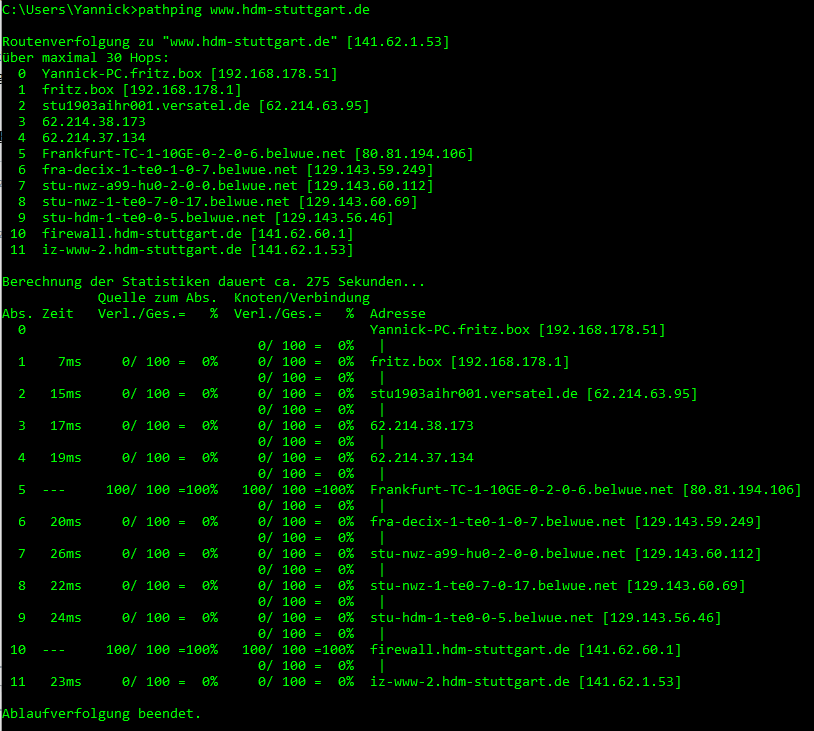 C:\Users\Yannick>pathping www.hdm-stuttgart.de

Routenverfolgung zu "www.hdm-stuttgart.de" [141.62.1.53]
über maximal 30 Hops:
  0  Yannick-PC.fritz.box [192.168.178.51]
  1  fritz.box [192.168.178.1]
  2  stu1903aihr001.versatel.de [62.214.63.95]
  3  62.214.38.173
  4  62.214.37.134
  5  Frankfurt-TC-1-10GE-0-2-0-6.belwue.net [80.81.194.106]
  6  fra-decix-1-te0-1-0-7.belwue.net [129.143.59.249]
  7  stu-nwz-a99-hu0-2-0-0.belwue.net [129.143.60.112]
  8  stu-nwz-1-te0-7-0-17.belwue.net [129.143.60.69]
  9  stu-hdm-1-te0-0-5.belwue.net [129.143.56.46]
 10  firewall.hdm-stuttgart.de [141.62.60.1]
 11  iz-www-2.hdm-stuttgart.de [141.62.1.53]

Berechnung der Statistiken dauert ca. 275 Sekunden...
            Quelle zum Abs.  Knoten/Verbindung
Abs. Zeit   Verl./Ges.=   %  Verl./Ges.=   %  Adresse
  0                                           Yannick-PC.fritz.box [192.168.178.51]
                                0/ 100 =  0%   |
  1    7ms     0/ 100 =  0%     0/ 100 =  0%  fritz.box [192.168.178.1]
                                0/ 100 =  0%   |
  2   15ms     0/ 100 =  0%     0/ 100 =  0%  stu1903aihr001.versatel.de [62.214.63.95]
                                0/ 100 =  0%   |
  3   17ms     0/ 100 =  0%     0/ 100 =  0%  62.214.38.173
                                0/ 100 =  0%   |
  4   19ms     0/ 100 =  0%     0/ 100 =  0%  62.214.37.134
                                0/ 100 =  0%   |
  5  ---     100/ 100 =100%   100/ 100 =100%  Frankfurt-TC-1-10GE-0-2-0-6.belwue.net [80.81.194.106]
                                0/ 100 =  0%   |
  6   20ms     0/ 100 =  0%     0/ 100 =  0%  fra-decix-1-te0-1-0-7.belwue.net [129.143.59.249]
                                0/ 100 =  0%   |
  7   26ms     0/ 100 =  0%     0/ 100 =  0%  stu-nwz-a99-hu0-2-0-0.belwue.net [129.143.60.112]
                                0/ 100 =  0%   |
  8   22ms     0/ 100 =  0%     0/ 100 =  0%  stu-nwz-1-te0-7-0-17.belwue.net [129.143.60.69]
                                0/ 100 =  0%   |
  9   24ms     0/ 100 =  0%     0/ 100 =  0%  stu-hdm-1-te0-0-5.belwue.net [129.143.56.46]
                                0/ 100 =  0%   |
 10  ---     100/ 100 =100%   100/ 100 =100%  firewall.hdm-stuttgart.de [141.62.60.1]
                                0/ 100 =  0%   |
 11   23ms     0/ 100 =  0%     0/ 100 =  0%  iz-www-2.hdm-stuttgart.de [141.62.1.53]

Ablaufverfolgung beendet.